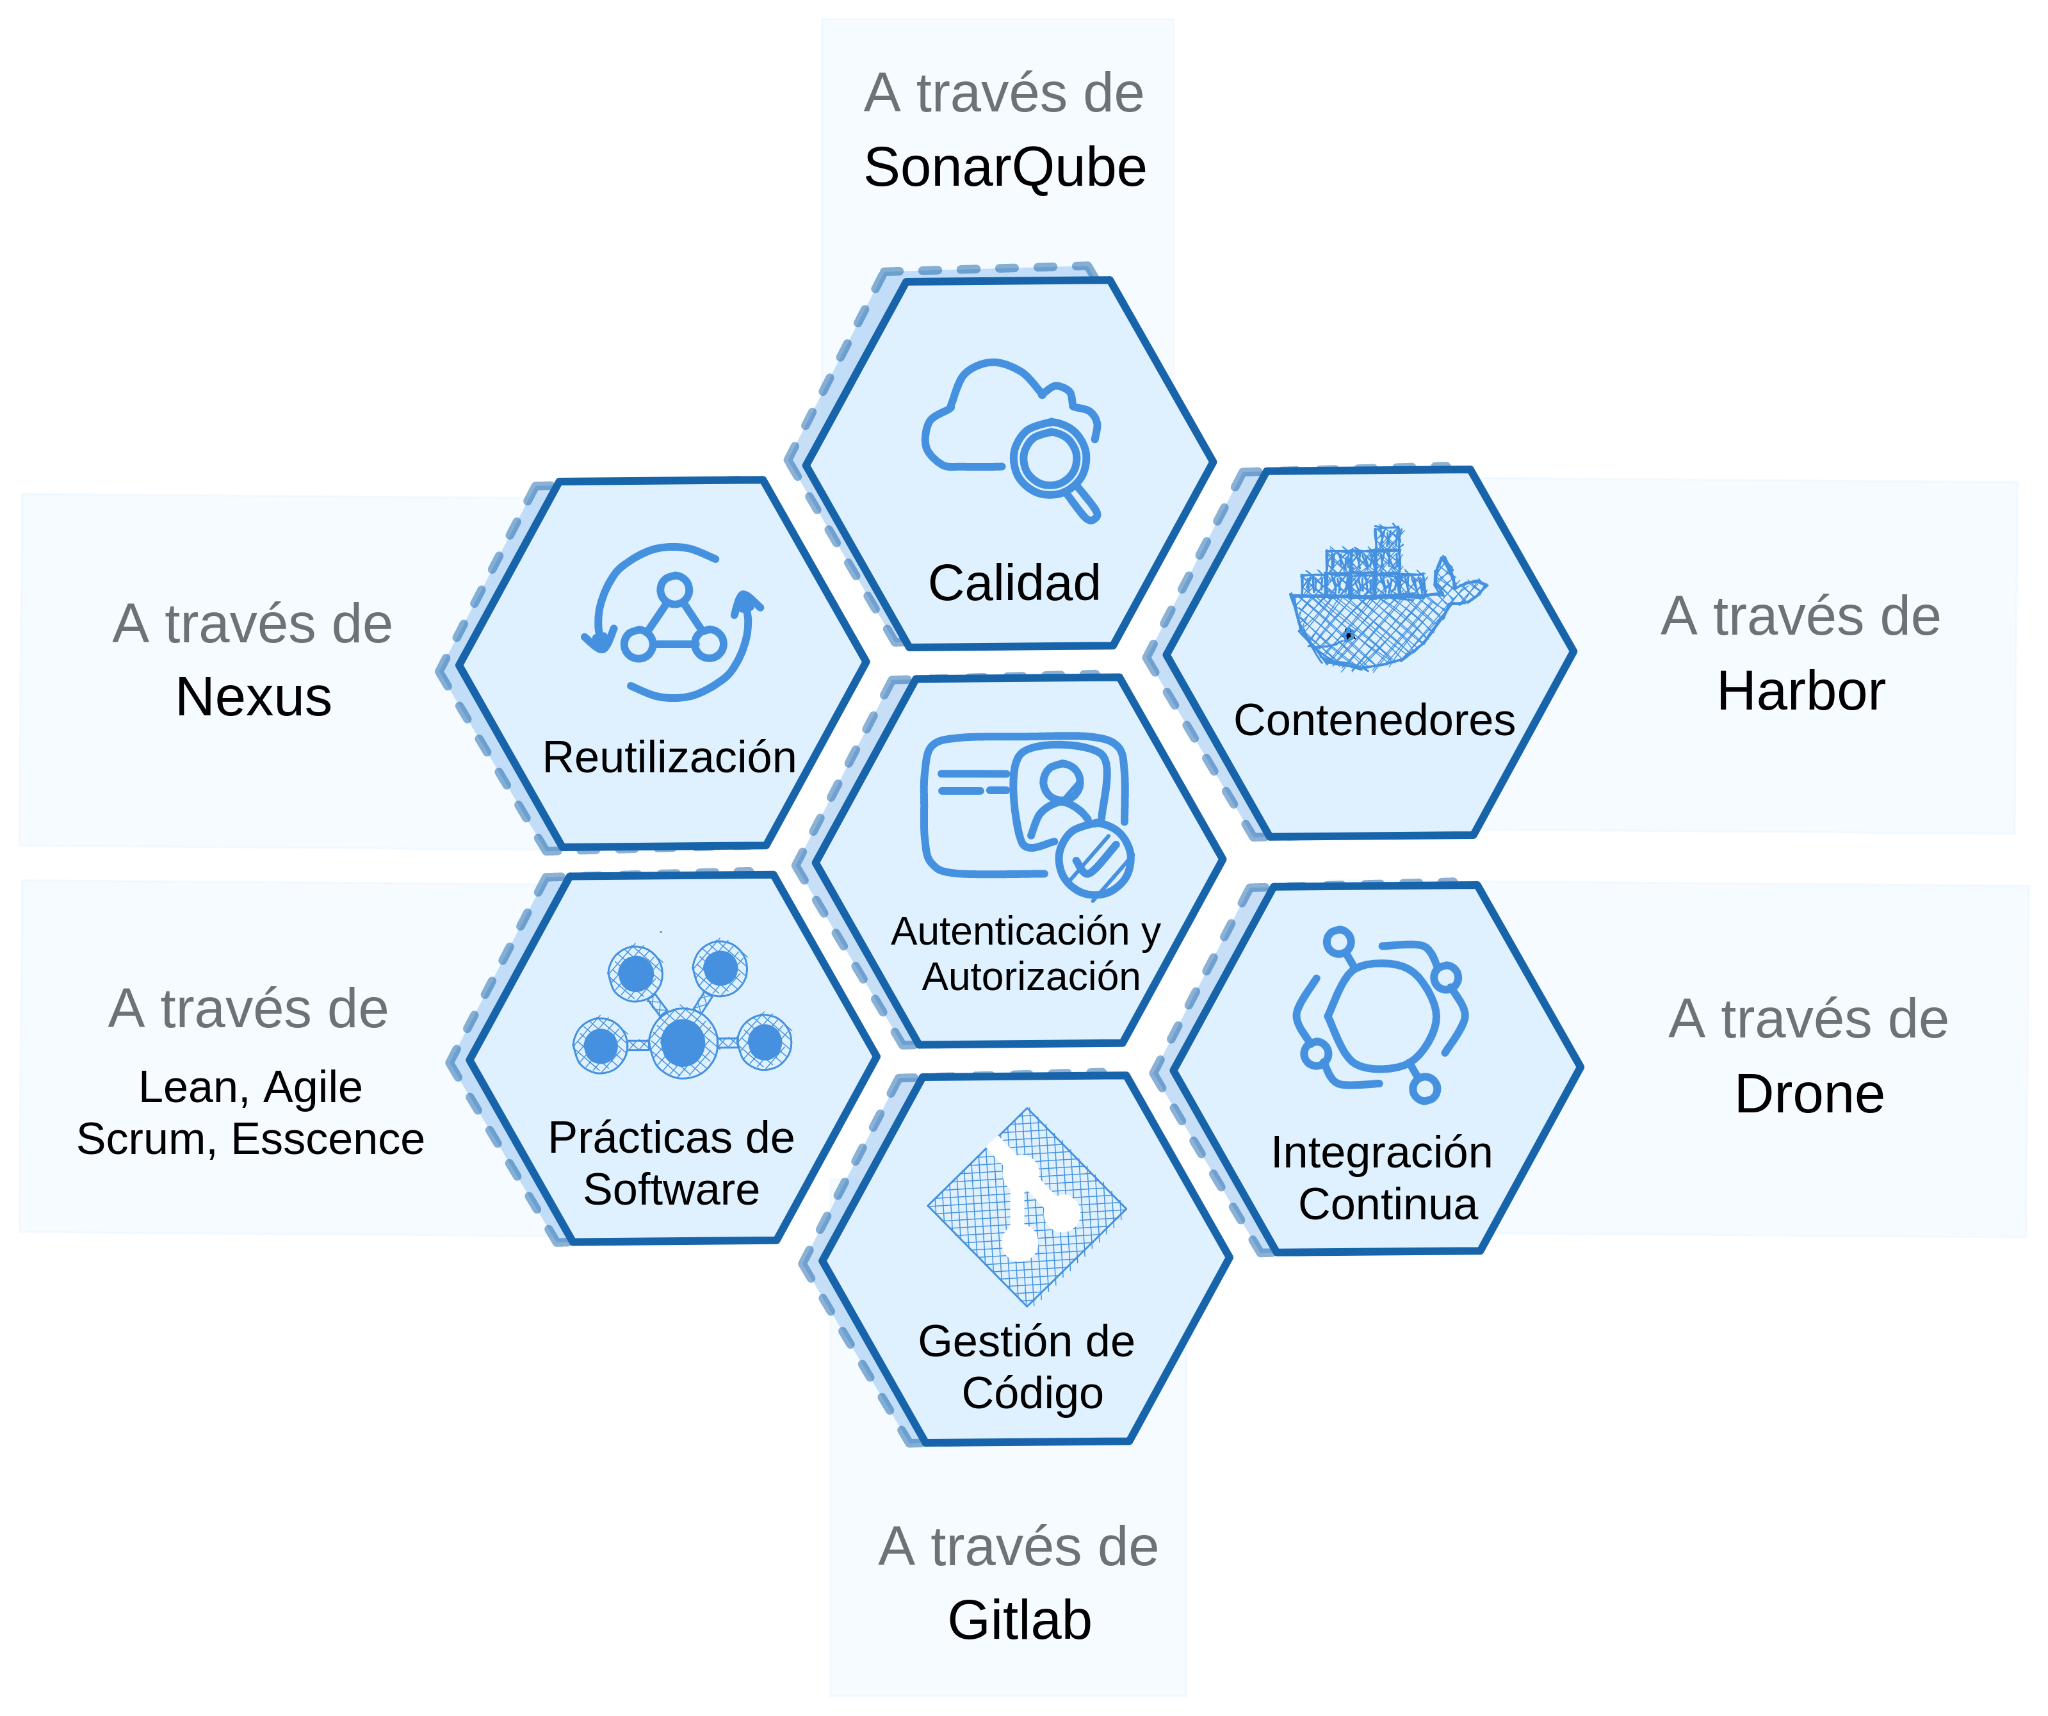 A través de
SonarQube
Calidad
A través de
Nexus
Reutilización
Contenedores
A través de
Harbor
Autenticación y
Autorización
A través de
Lean, Agile
Scrum, Esscence
Prácticas de
Software
Integración
Continua
A través de
Drone
Gestión de
Código
A través de
Gitlab